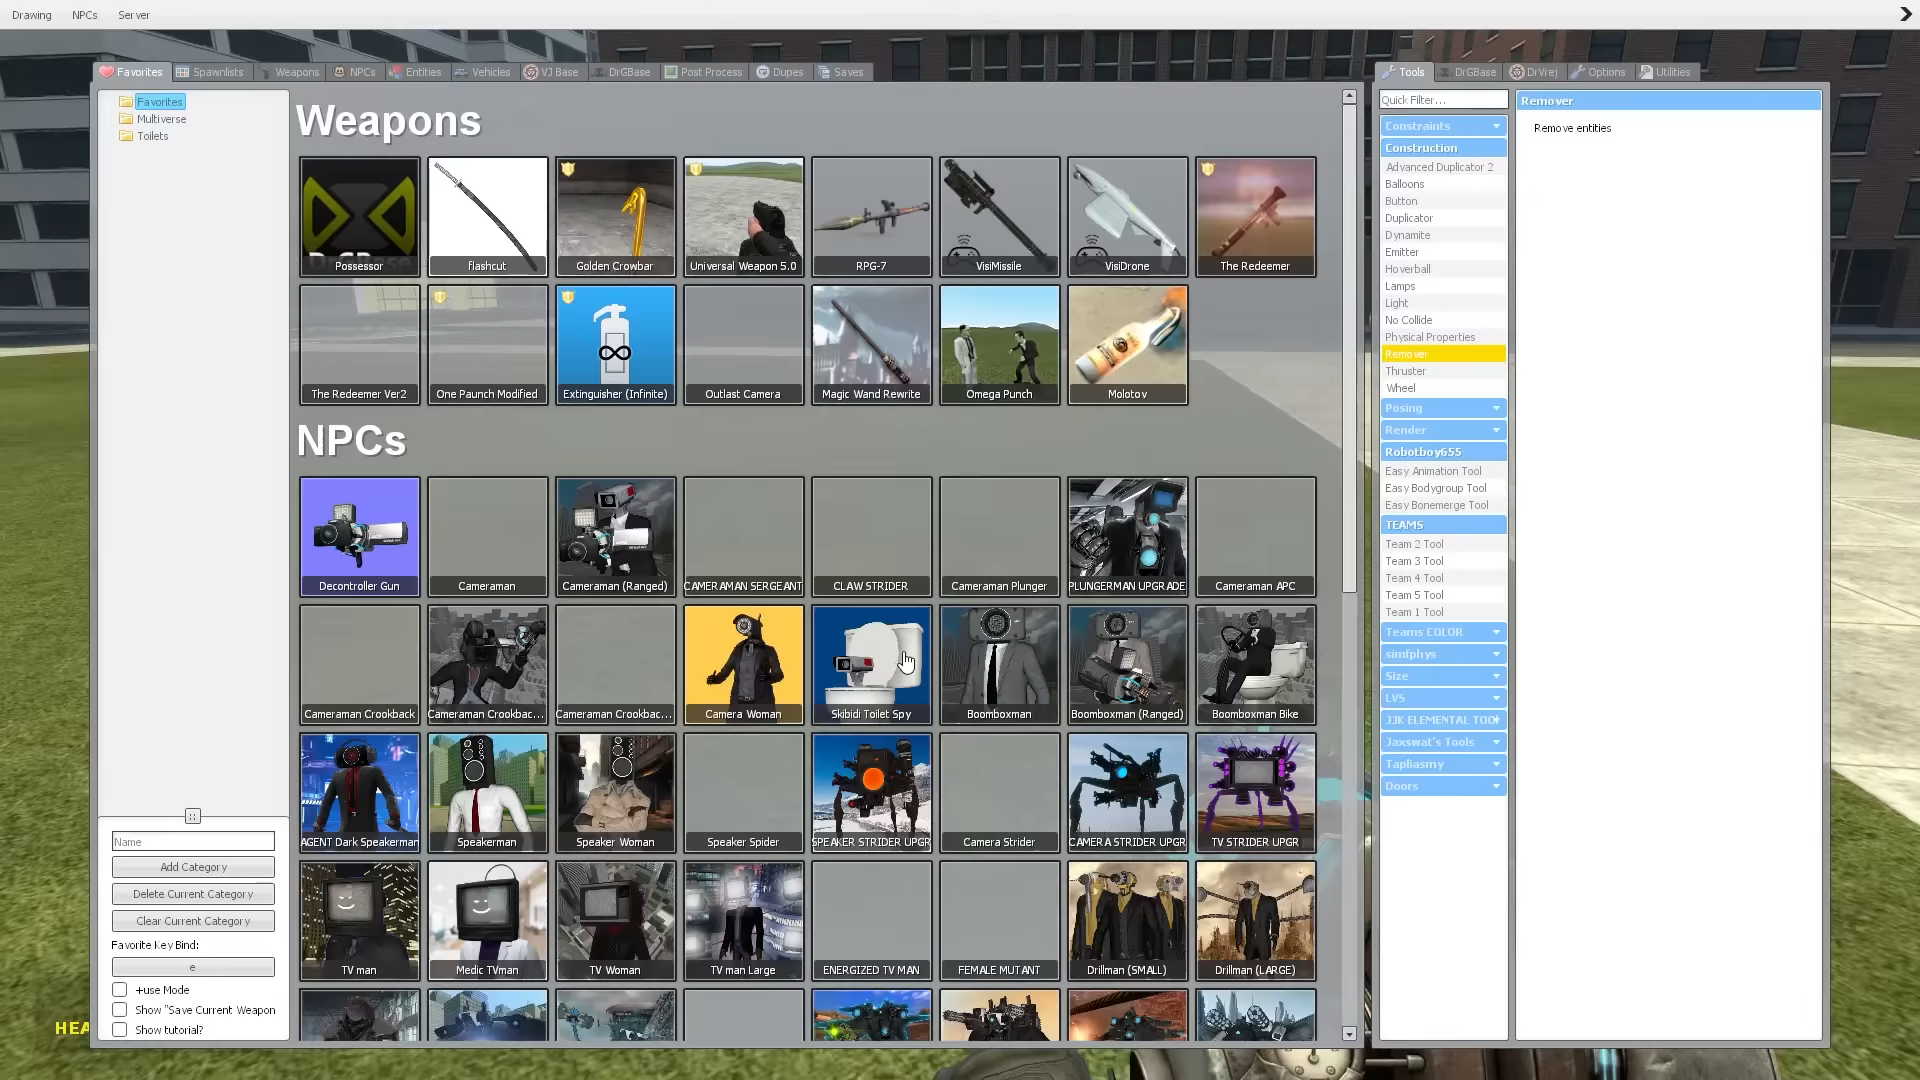 Drawing NPCs Server
Favorites Spawnlists Weapons NPCs Entities Vehicles VJ Base DrGBase Post Process Dupes Saves
Favorites
Multiverse
Toilets
Name
Add Category
Delete Current Category
Clear Current Category
Favorite Key Bind:
e
+use Mode
Show "Save Current Weapon
Show tutorial?
HEA
Weapons
Possessor flashcut Golden Crowbar Universal Weapon 5.0 RPG-7 VisiMissile VisiDrone The Redeemer
The Redeemer Ver2 One Paunch Modified Extinguisher (Infinite) Outlast Camera Magic Wand Rewrite Omega Punch Molotov
NPCs
Decontroller Gun Cameraman Cameraman (Ranged) CAMERAMAN SERGEANT CLAW STRIDER Cameraman Plunger PLUNGERMAN UPGRADE Cameraman APC
Cameraman Crookback Cameraman Crookbac... Cameraman Crookbac... Camera Woman Skibidi Toilet Spy Boomboxman Boomboxman (Ranged) Boomboxman Bike
AGENT Dark Speakerman Speakerman Speaker Woman Speaker Spider SPEAKER STRIDER UPGR Camera Strider CAMERA STRIDER UPGR TV STRIDER UPGR
TV man Medic TVman TV Woman TV man Large ENERGIZED TV MAN FEMALE MUTANT Drillman (SMALL) Drillman (LARGE)
Tools DrGBase DrVrej Options Utilities
Quick Filter...
Constraints
Construction
Advanced Duplicator 2
Balloons
Button
Duplicator
Dynamite
Emitter
Hoverball
Lamps
Light
No Collide
Physical Properties
Remover
Thruster
Wheel
Posing
Render
Robotboy655
Easy Animation Tool
Easy Bodygroup Tool
Easy Bonemerge Tool
TEAMS
Team 2 Tool
Team 3 Tool
Team 4 Tool
Team 5 Tool
Team 1 Tool
Teams COLOR
simfphys
Size
LVS
JJK ELEMENTAL TOO
Jaxswat's Tools
Tapliasmy
Doors
Remover
Remove entities